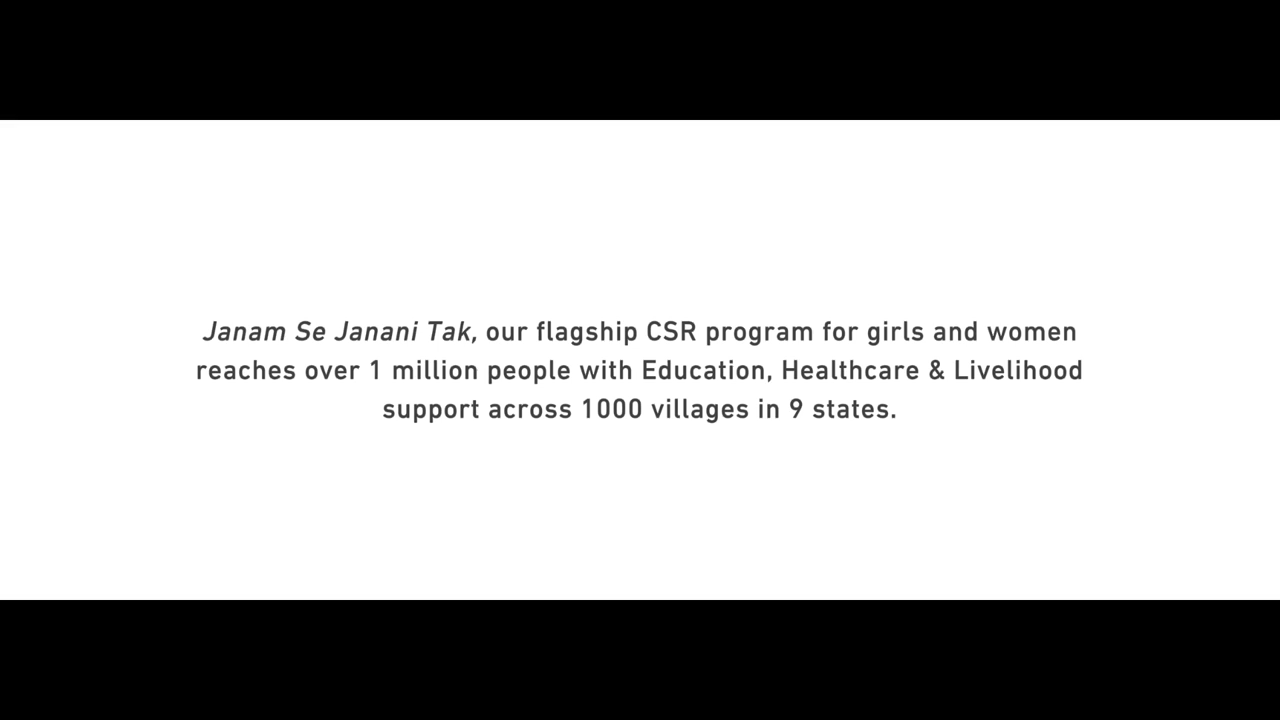 Janam Se Janani Tak, our flagship CSR program for girls and women
reaches over 1 million people with Education, Healthcare & Livelihood
support across 1000 villages in 9 states.